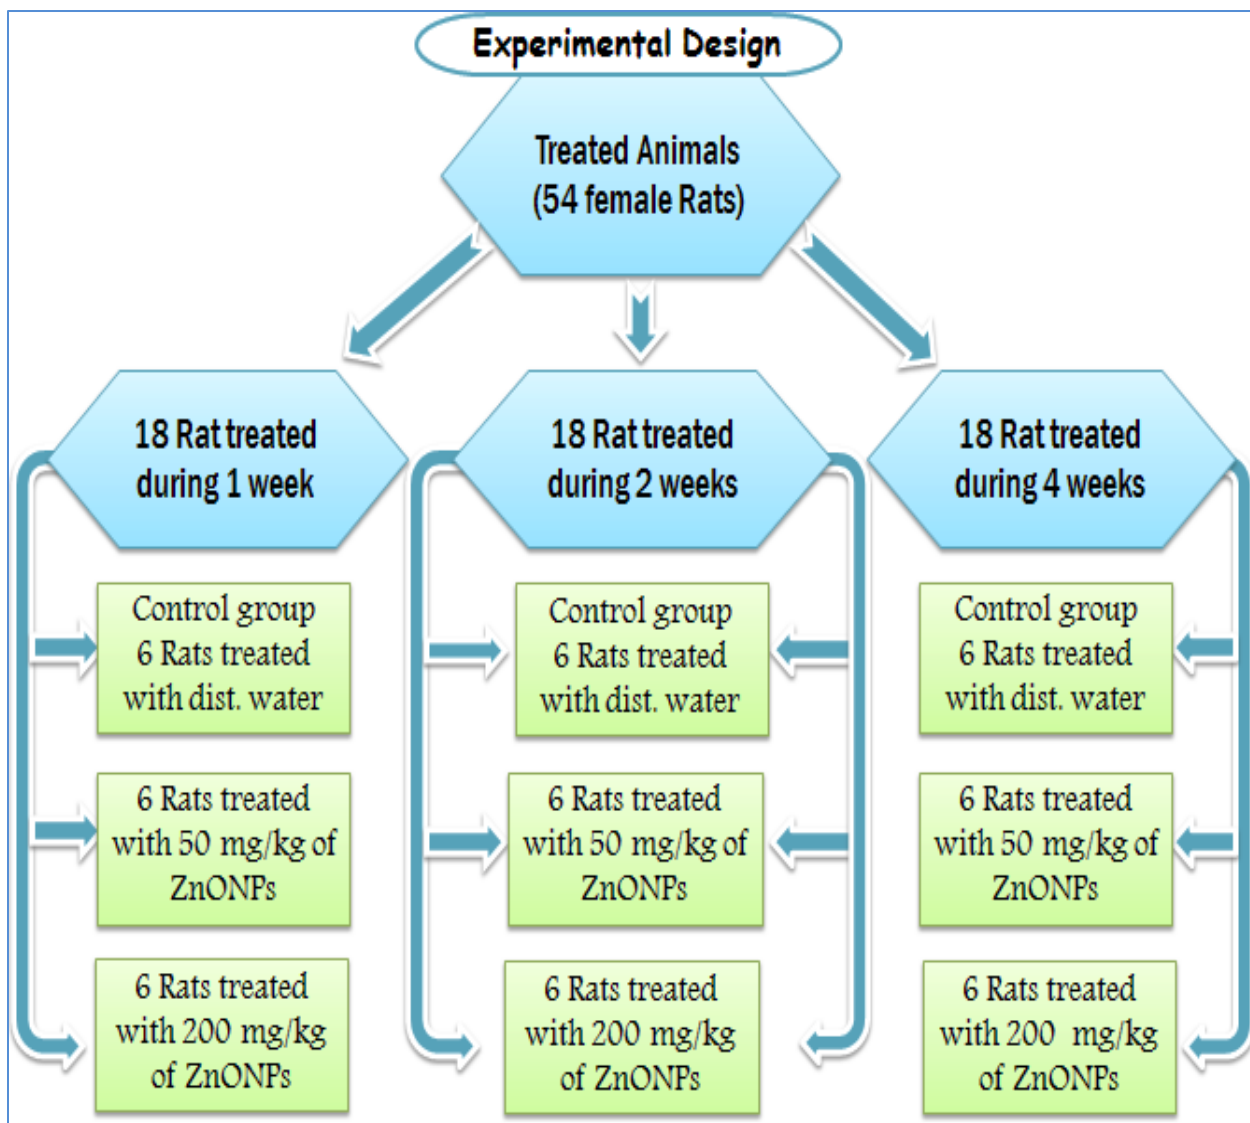 Experimental Design
Treated Animals
(54 female Rats)
18 Rat treated
during 1 week
18 Rat treated
during 2 weeks
18 Rat treated
during 4 weeks
Control group
6 Rats treated
with dist. water
Control group
6 Rats treated
with dist. water
Control group
6 Rats treated
with dist. water
6 Rats treated
with 50 mg/kg of
ZnONPs
6 Rats treated
with 50 mg/kg of
ZnONPs
6 Rats treated
with 50 mg/kg of
ZnONPs
6 Rats treated
with 200 mg/kg
of ZnONPs
6 Rats treated
with 200 mg/kg
of ZnONPs
6 Rats treated
with 200 mg/kg
of ZnONPs